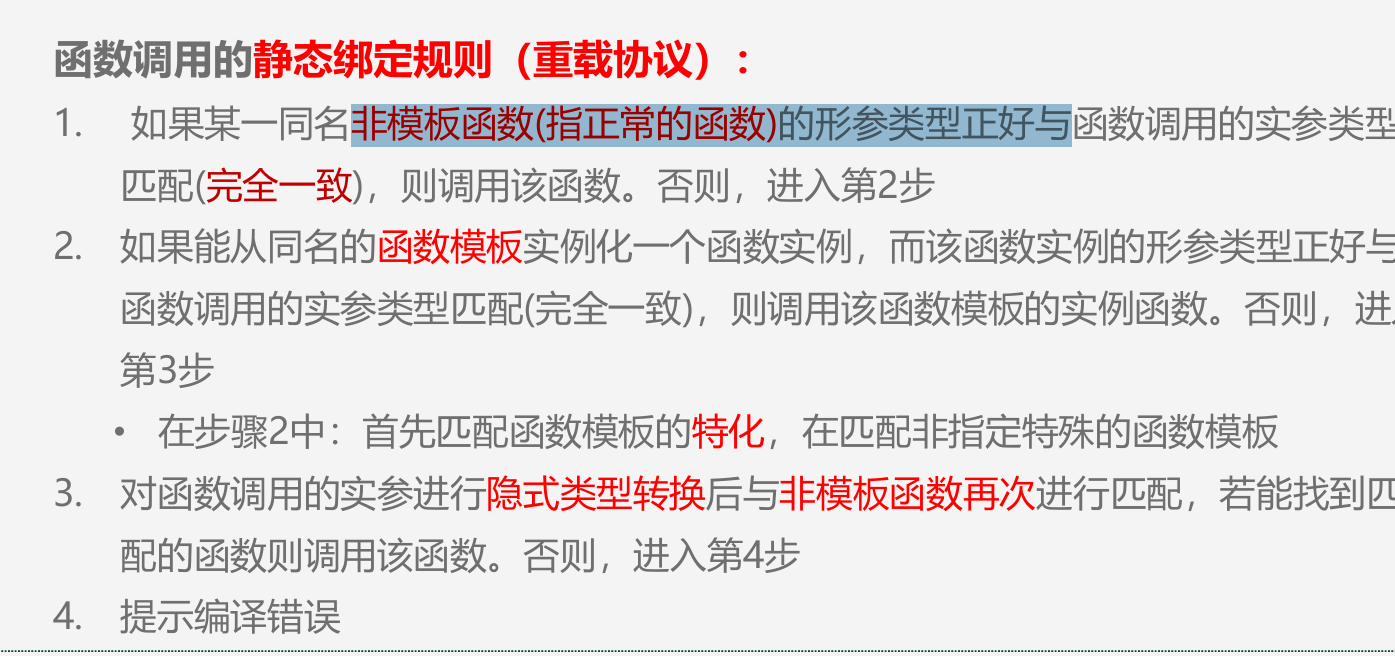 函数调用的静态绑定规则（重载协议）:
1. 如果某一同名非模板函数(指正常的函数)的形参类型正好与函数调用的实参类型
匹配(完全一致)，则调用该函数。否则，进入第2步
2. 如果能从同名的函数模板实例化一个函数实例，而该函数实例的形参类型正好与
函数调用的实参类型匹配(完全一致)，则调用该函数模板的实例函数。否则，进
第3步
• 在步骤2中：首先匹配函数模板的特化，在匹配非指定特殊的函数模板
3. 对函数调用的实参进行隐式类型转换后与非模板函数再次进行匹配，若能找到匹
配的函数则调用该函数。否则，进入第4步
4. 提示编译错误